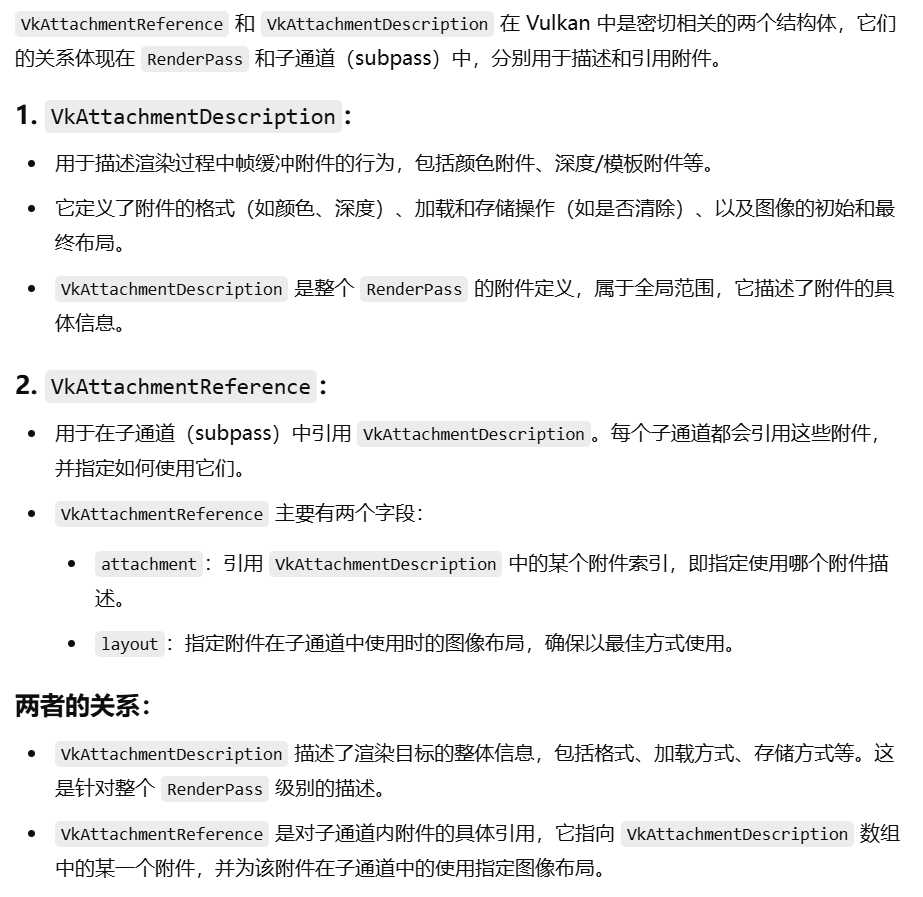 VkAttachmentReference 和 VkAttachmentDescription 在 Vulkan 中是密切相关的两个结构体，它们
的关系体现在 RenderPass 和子通道（subpass）中，分别用于描述和引用附件。
1. VkAttachmentDescription：
• 用于描述渲染过程中帧缓冲附件的行为，包括颜色附件、深度/模板附件等。
• 它定义了附件的格式（如颜色、深度）、加载和存储操作（如是否清除）、以及图像的初始和最
终布局。
• VkAttachmentDescription 是整个 RenderPass 的附件定义，属于全局范围，它描述了附件的具
体信息。
2. VkAttachmentReference：
• 用于在子通道（subpass）中引用 VkAttachmentDescription。每个子通道都会引用这些附件，
并指定如何使用它们。
• VkAttachmentReference 主要有两个字段：
• attachment：引用 VkAttachmentDescription 中的某个附件索引，即指定使用哪个附件描
述。
• layout：指定附件在子通道中使用时的图像布局，确保以最佳方式使用。
两者的关系：
• VkAttachmentDescription 描述了渲染目标的整体信息，包括格式、加载方式、存储方式等。这
是针对整个 RenderPass 级别的描述。
• VkAttachmentReference 是对子通道内附件的具体引用，它指向 VkAttachmentDescription 数组
中的某一个附件，并为该附件在子通道中的使用指定图像布局。